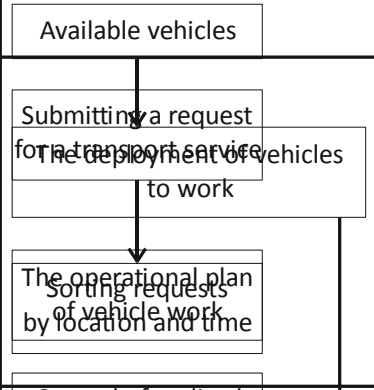 Available vehicles
Submitting a request
for a transport service
The deployment of vehicles
to work
The operational plan
of vehicle work
Sorting requests
by location and time